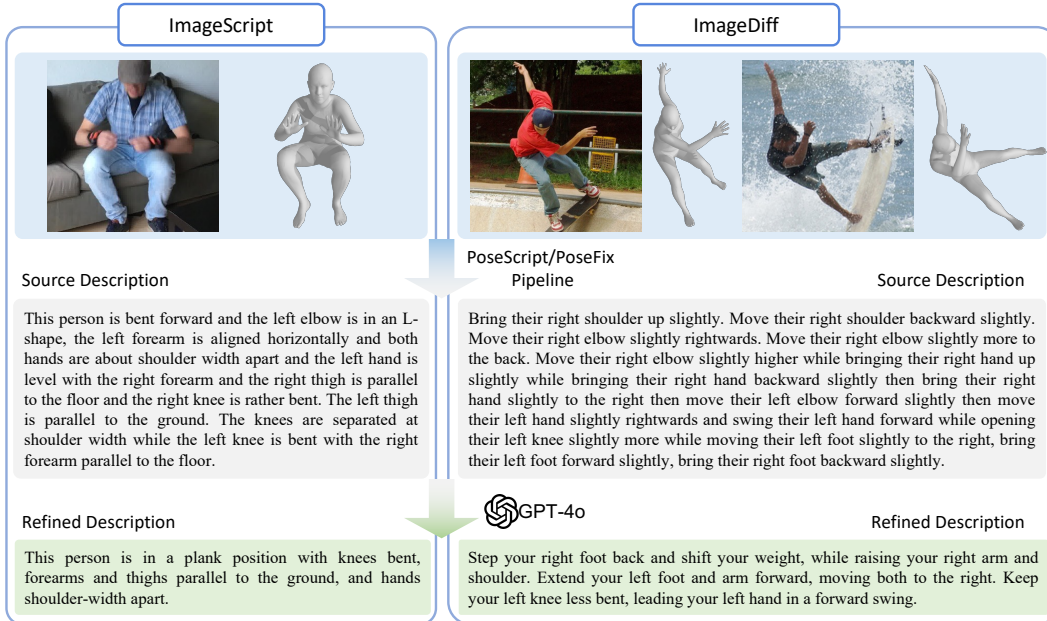 ImageScript
ImageDiff
PoseScript/PoseFix
Pipeline
Source Description
Source Description
This person is bent forward and the left elbow is in an L-
shape, the left forearm is aligned horizontally and both
hands are about shoulder width apart and the left hand is
level with the right forearm and the right thigh is parallel
to the floor and the right knee is rather bent. The left thigh
is parallel to the ground. The knees are separated at
shoulder width while the left knee is bent with the right
forearm parallel to the floor.
Bring their right shoulder up slightly. Move their right shoulder backward slightly.
Move their right elbow slightly rightwards. Move their right elbow slightly more to
the back. Move their right elbow slightly higher while bringing their right hand up
slightly while bringing their right hand backward slightly then bring their right
hand slightly to the right then move their left elbow forward slightly then move
their left hand slightly rightwards and swing their left hand forward while opening
their left knee slightly more while moving their left foot slightly to the right, bring
their left foot forward slightly, bring their right foot backward slightly.
GPT-4o
Refined Description
Refined Description
This person is in a plank position with knees bent,
forearms and thighs parallel to the ground, and hands
shoulder-width apart.
Step your right foot back and shift your weight, while raising your right arm and
shoulder. Extend your left foot and arm forward, moving both to the right. Keep
your left knee less bent, leading your left hand in a forward swing.